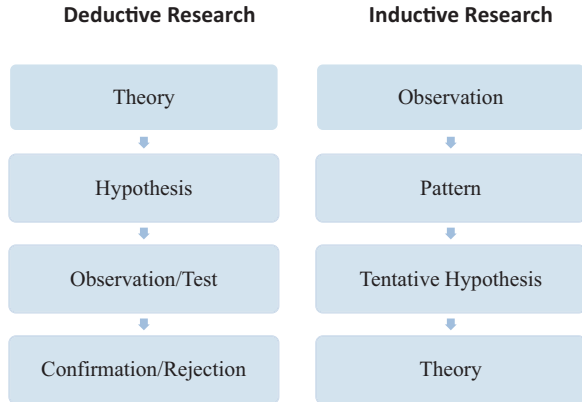 Deductive Research
Theory
Hypothesis
Observation/Test
Confirmation/Rejection
Inductive Research
Observation
Pattern
Tentative Hypothesis
Theory